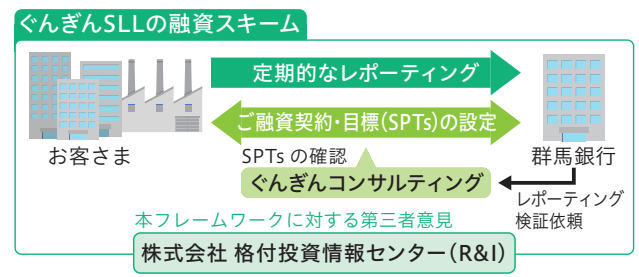 ぐんぎんSLLの融資スキーム
定期的なレポーティング
ご融資契約・目標(SPTs)の設定
お客さま
群馬銀行
SPTs の確認
ぐんぎんコンサルティング
レポーティング
検証依頼
本フレームワークに対する第三者意見
株式会社 格付投資情報センター(R&I)